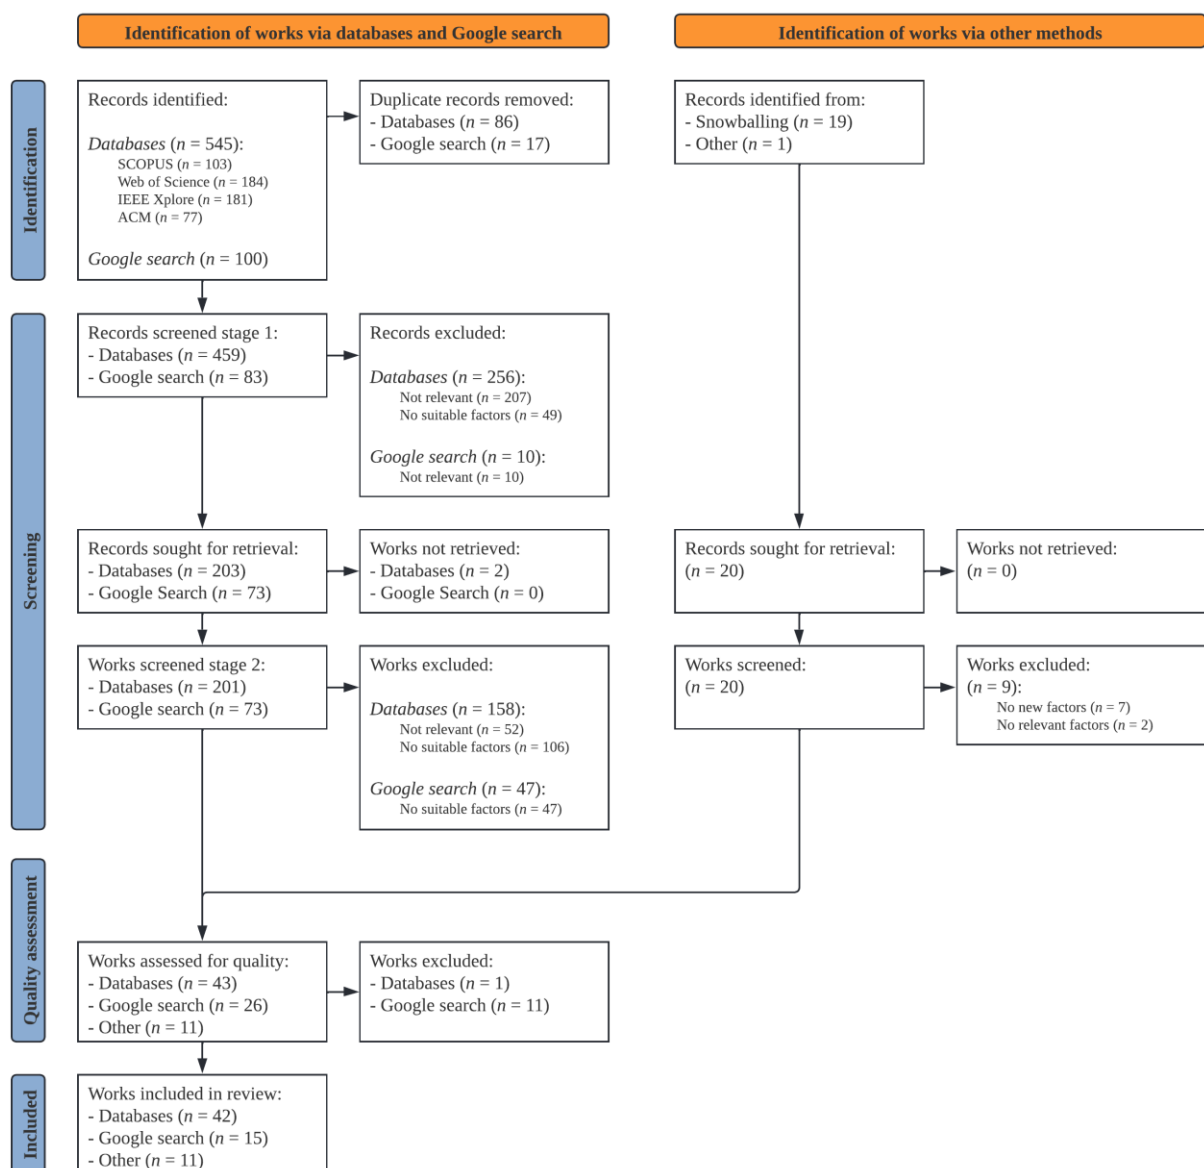 Identification of works via databases and Google search
Identification of works via other methods
Identification
Records identified:
Databases (n = 545):
SCOPUS (n = 103)
Web of Science (n = 184)
IEEE Xplore (n = 181)
ACM (n = 77)
Google search (n = 100)
Duplicate records removed:
- Databases (n = 86)
- Google search (n = 17)
Records identified from:
- Snowballing (n = 19)
- Other (n = 1)
Screening
Records screened stage 1:
- Databases (n = 459)
- Google search (n = 83)
Records excluded:
Databases (n = 256):
Not relevant (n = 207)
No suitable factors (n = 49)
Google search (n = 10):
Not relevant (n = 10)
Records sought for retrieval:
- Databases (n = 203)
- Google Search (n = 73)
Works not retrieved:
- Databases (n = 2)
- Google Search (n = 0)
Records sought for retrieval:
(n = 20)
Works not retrieved:
(n = 0)
Works screened stage 2:
- Databases (n = 201)
- Google search (n = 73)
Works excluded:
Databases (n = 158):
Not relevant (n = 52)
No suitable factors (n = 106)
Google search (n = 47):
No suitable factors (n = 47)
Works screened:
(n = 20)
Works excluded:
(n = 9):
No new factors (n = 7)
No relevant factors (n = 2)
Quality assessment
Works assessed for quality:
- Databases (n = 43)
- Google search (n = 26)
- Other (n = 11)
Works excluded:
- Databases (n = 1)
- Google search (n = 11)
Included
Works included in review:
- Databases (n = 42)
- Google search (n = 15)
- Other (n = 11)